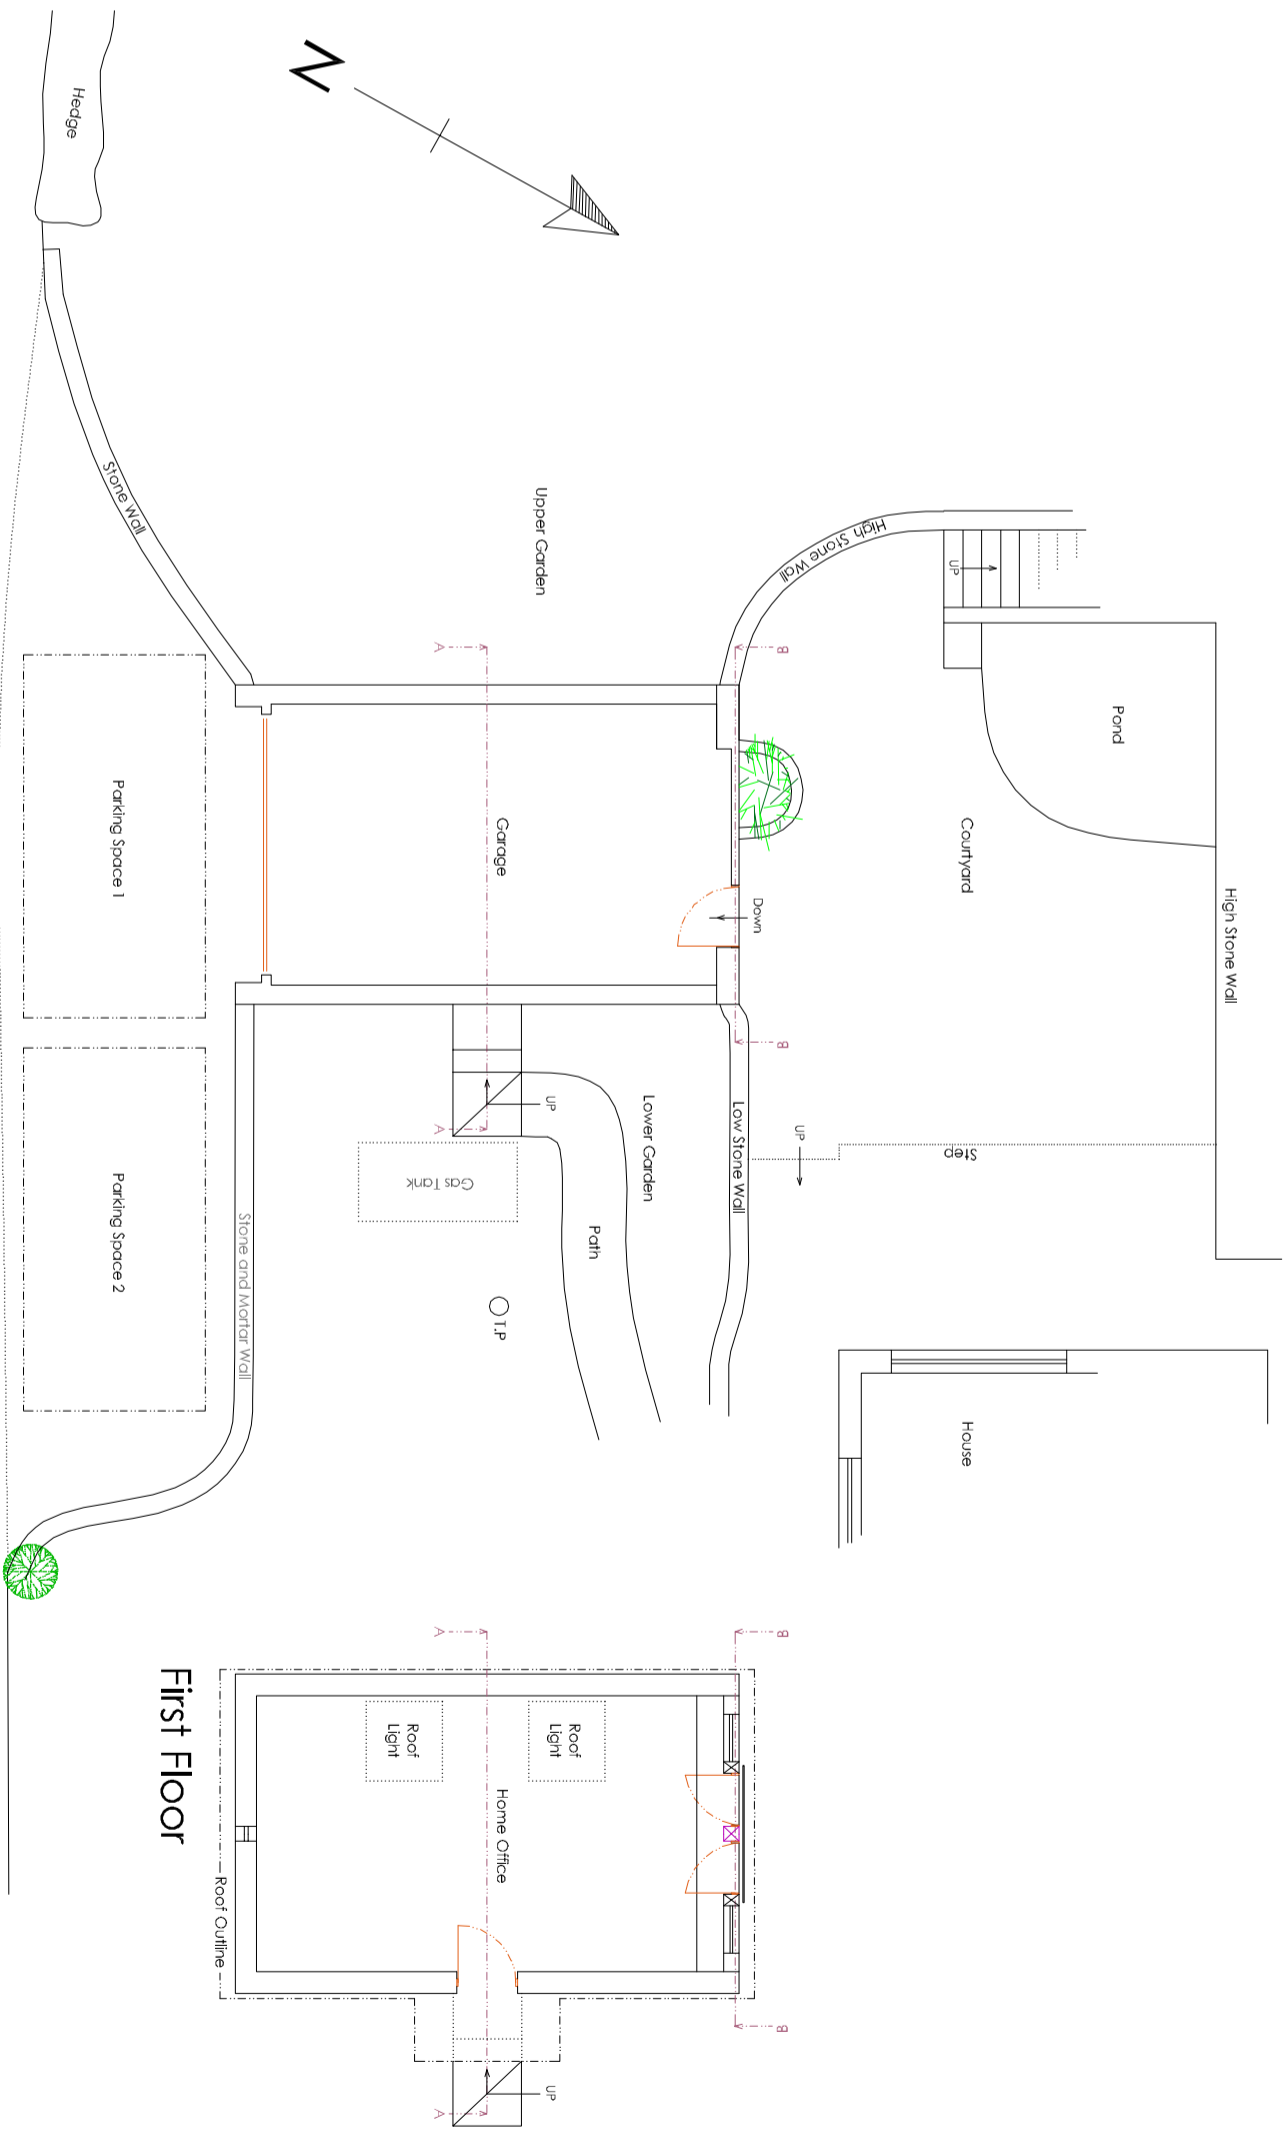 N
Hedge
Stone Wall
Upper Garden
High Stone Wall
UP
Pond
High Stone Wall
Courtyard
A
B
Down
Garage
Parking Space 1
A
B
UP
Lower Garden
Low Stone Wall
UP
Step
Gas Tank
Path
T.P
Parking Space 2
Stone and Mortar Wall
House
First Floor
A
B
Roof
Light
Roof
Light
Home Office
Roof Outline
UP
A
B